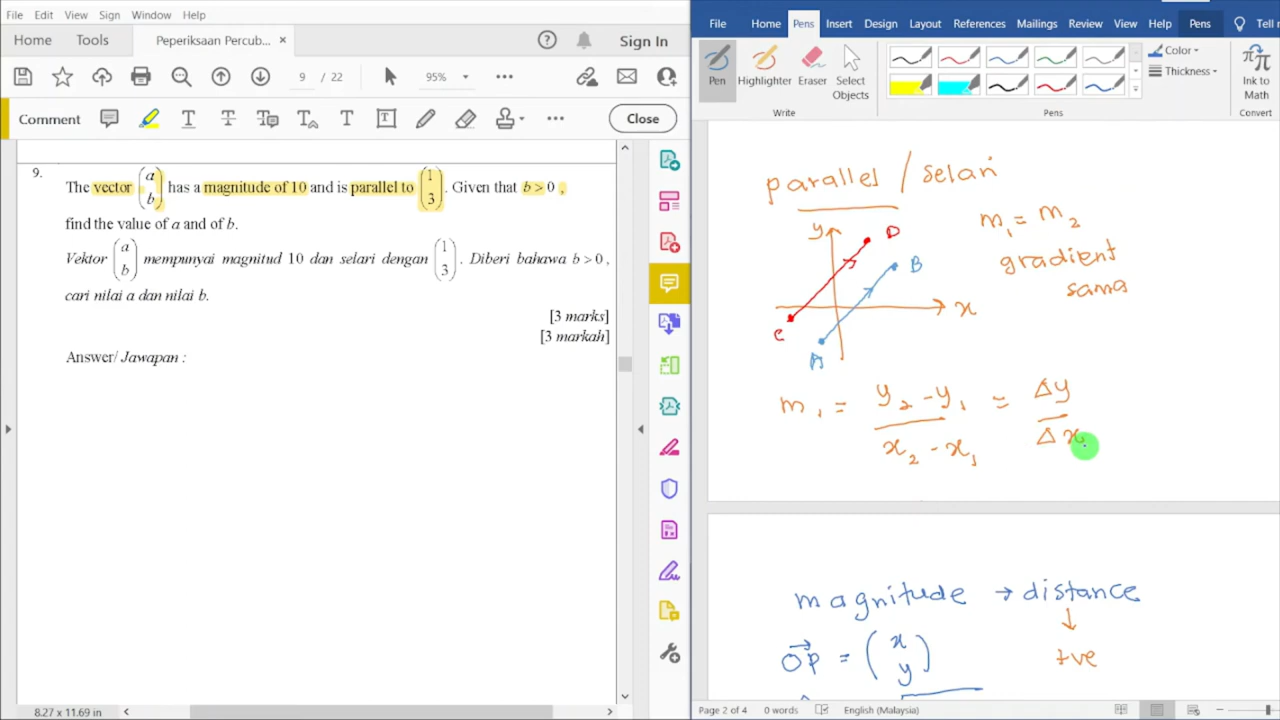 File View Sign Window Help
Home Tools Peperiksaan Percub... × Sign In
9 / 22 95%
Comment Close
9.
The vector (a b) has a magnitude of 10 and is parallel to (1 3). Given that b > 0 ,
find the value of a and of b.
Vektor (a b) mempunyai magnitud 10 dan selari dengan (1 3). Diberi bahawa b > 0 ,
cari nilai a dan nilai b.
[3 marks]
[3 markah]
Answer/ Jawapan :
8.27 x 11.69 in
File Home Pens Insert Design Layout References Mailings Review View Help Pens Tell
Pen Highlighter Eraser Select Objects
Color
Thickness
Ink to Math
Write Pens Convert
parallel / selari
m₁ = m₂
gradient
sama
y
D
B
x
C
A
m₁ = y₂ - y₁ / x₂ - x₁ = Δy / Δx
magnitude → distance
↓
+ve
OP = (x y)
Page 2 of 4 0 words English (Malaysia)